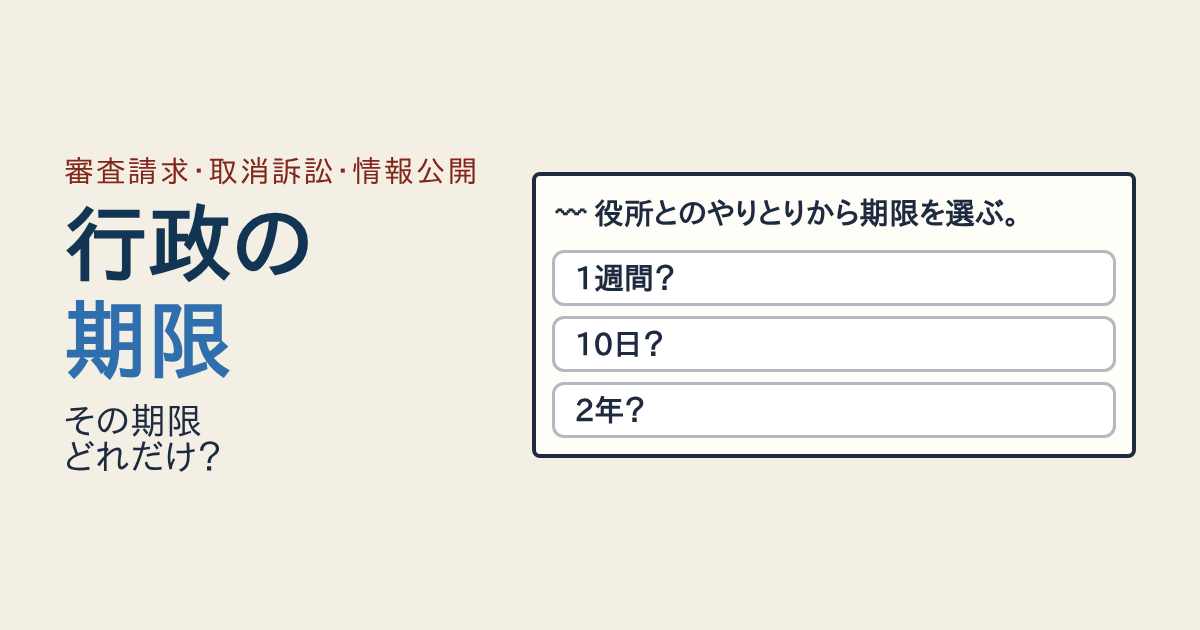 審査請求・取消訴訟・情報公開
行政の
期限
その期限
どれだけ？
〰 役所とのやりとりから期限を選ぶ。
1週間？
10日？
2年？